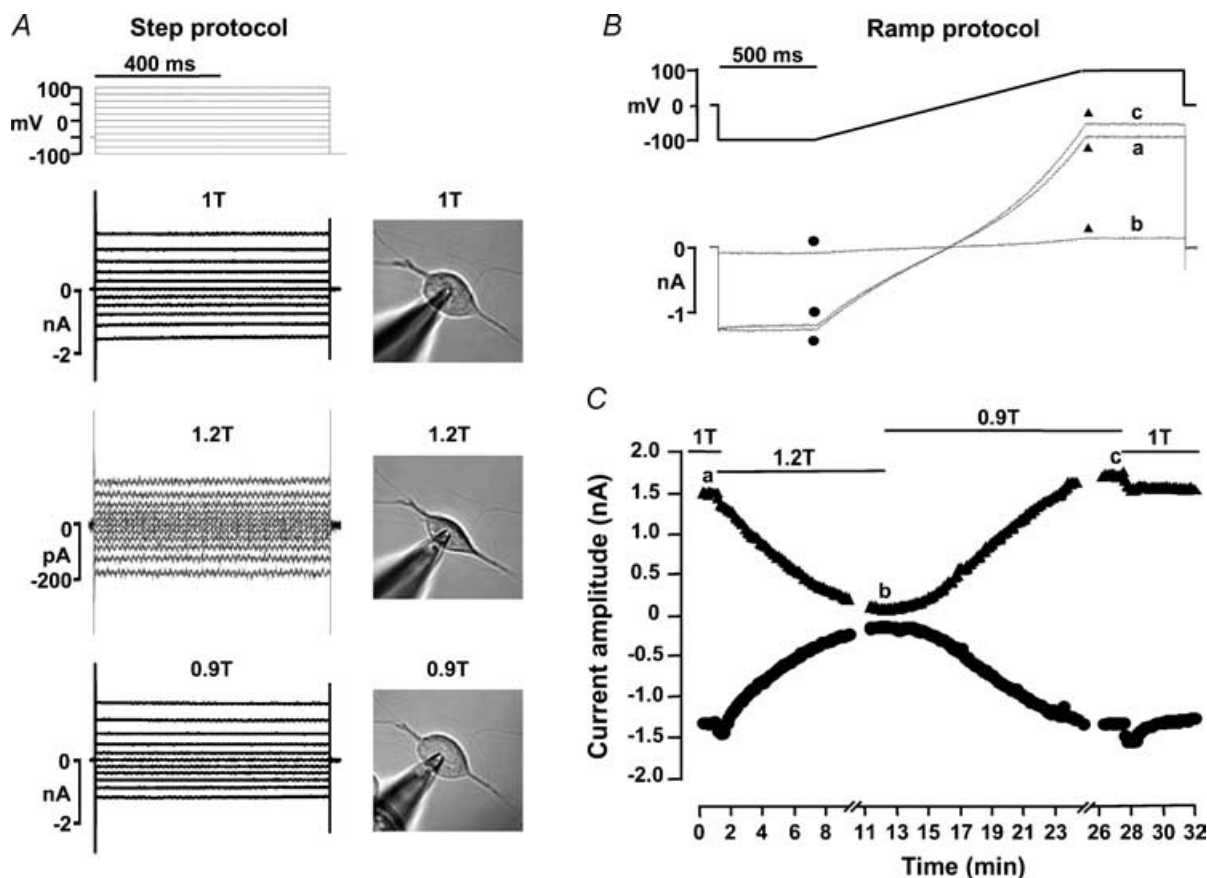 A
Step protocol
400 ms
100
mV 0
-100
1T
1T
0
nA
-2
1.2T
1.2T
0
pA
-200
0.9T
0.9T
0
nA
-2
B
Ramp protocol
500 ms
100
mV 0
-100
c
a
b
0
nA
-1
C
0.9T
1T
1T
1.2T
a
b
c
Current amplitude (nA)
2.0
1.5
1.0
0.5
0
-0.5
-1.0
-1.5
-2.0
0 2 4 6 8 11 13 15 17 19 21 23 26 28 30 32
Time (min)